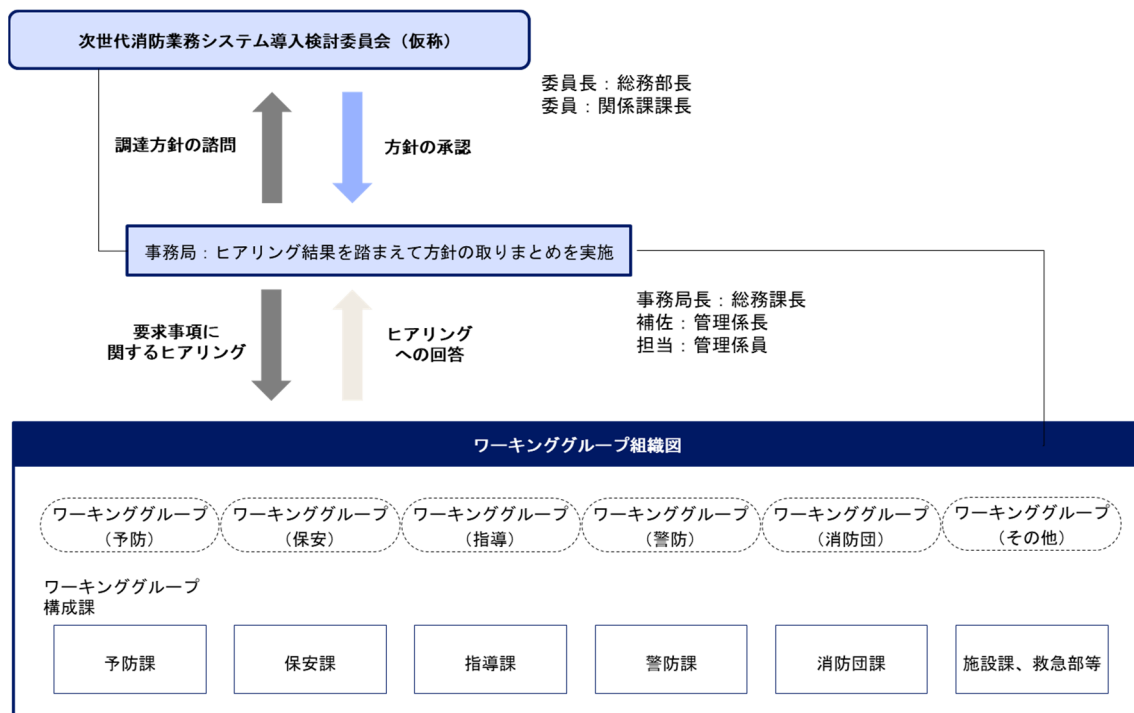 次世代消防業務システム導入検討委員会（仮称）
委員長：総務部長
委員：関係課課長
調達方針の諮問
方針の承認
事務局：ヒアリング結果を踏まえて方針の取りまとめを実施
事務局長：総務課長
補佐：管理係長
担当：管理係員
要求事項に
関するヒアリング
ヒアリング
への回答
ワーキンググループ組織図
ワーキンググループ
（予防）
ワーキンググループ
（保安）
ワーキンググループ
（指導）
ワーキンググループ
（警防）
ワーキンググループ
（消防団）
ワーキンググループ
（その他）
ワーキンググループ
構成課
予防課
保安課
指導課
警防課
消防団課
施設課、救急部等